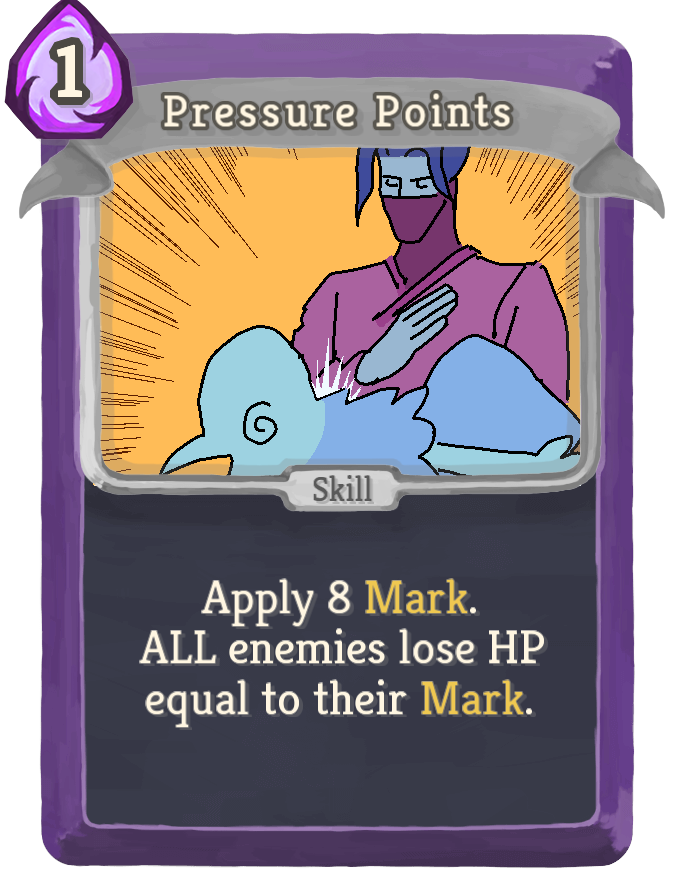 1
Pressure Points
Skill
Apply 8 Mark.
ALL enemies lose HP
equal to their Mark.